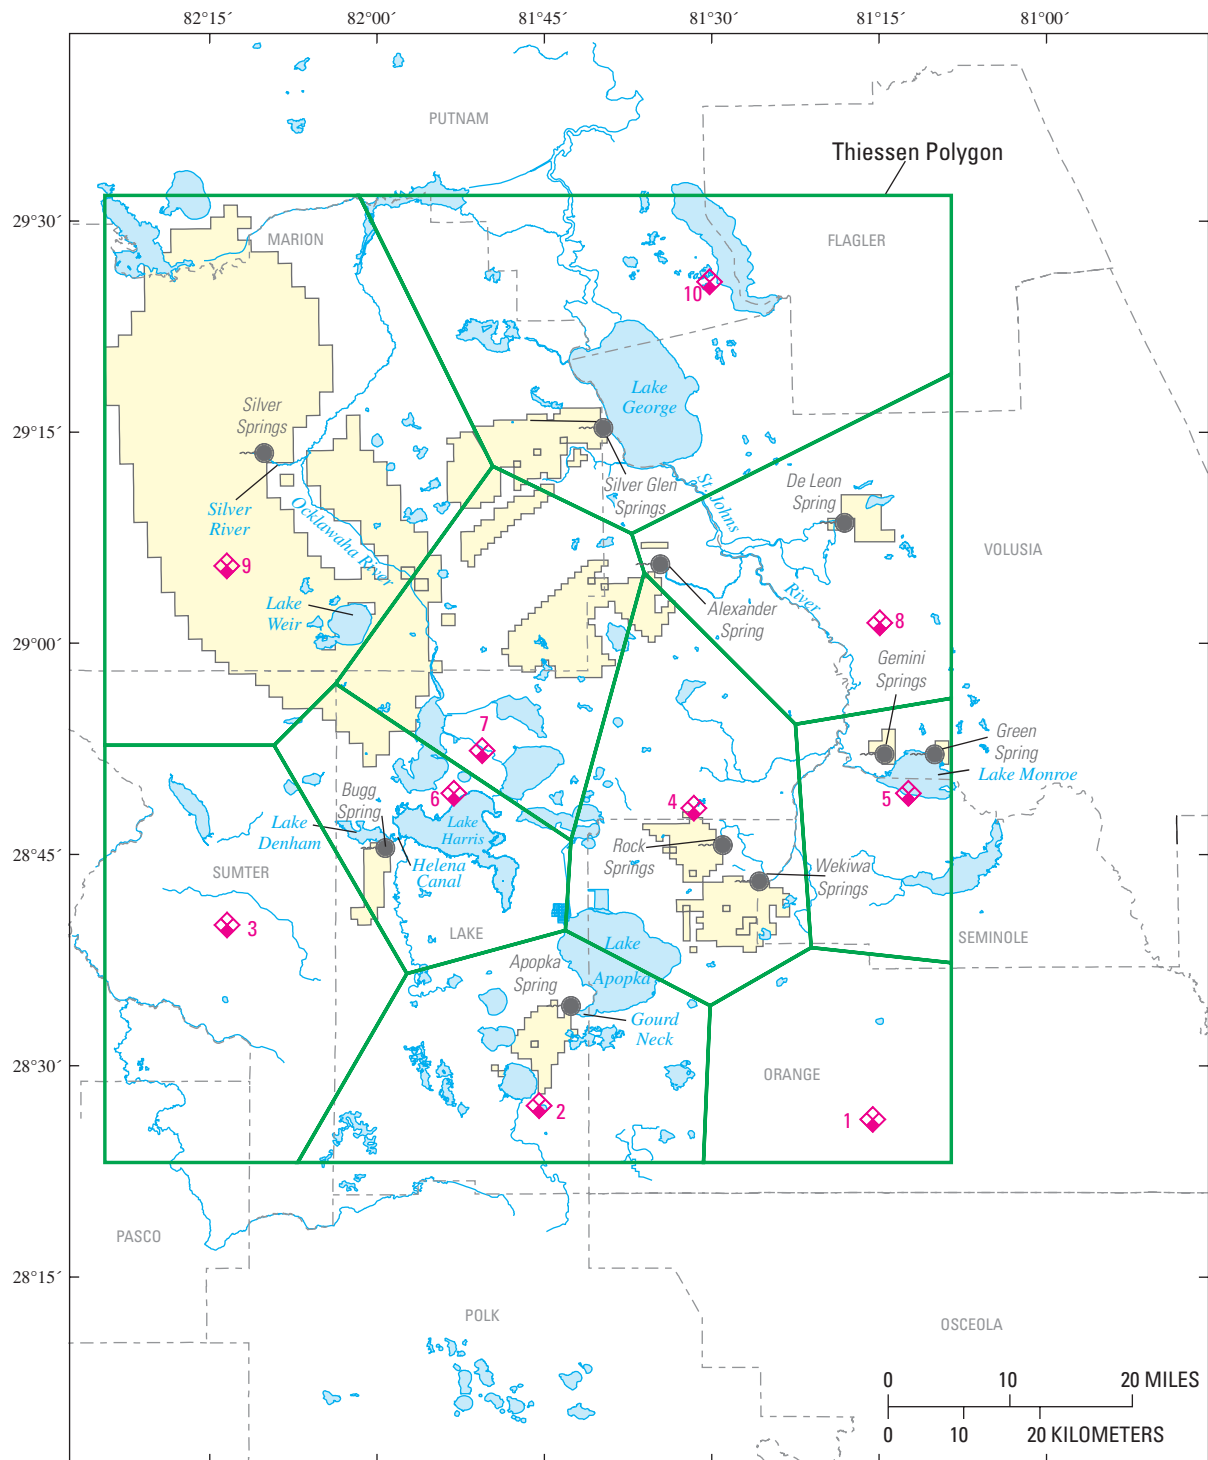 82°15´
82°00´
81°45´
81°30´
81°15´
81°00´
PUTNAM
Thiessen Polygon
29°30´
MARION
FLAGLER
10
Lake
George
29°15´
Silver
Springs
Silver Glen
Springs
De Leon
Spring
St. Johns
River
Silver
River
Ocklawaha River
VOLUSIA
9
Lake
Weir
Alexander
Spring
8
29°00´
Gemini
Springs
7
Green
Spring
Lake Monroe
6
4
5
Bugg
Spring
Lake
Denham
Lake
Harris
Helena
Canal
Rock
Springs
Wekiwa
Springs
28°45´
SUMTER
3
LAKE
SEMINOLE
Lake
Apopka
Apopka
Spring
Gourd
Neck
28°30´
ORANGE
2
1
PASCO
28°15´
POLK
OSCEOLA
0 10 20 MILES
0 10 20 KILOMETERS